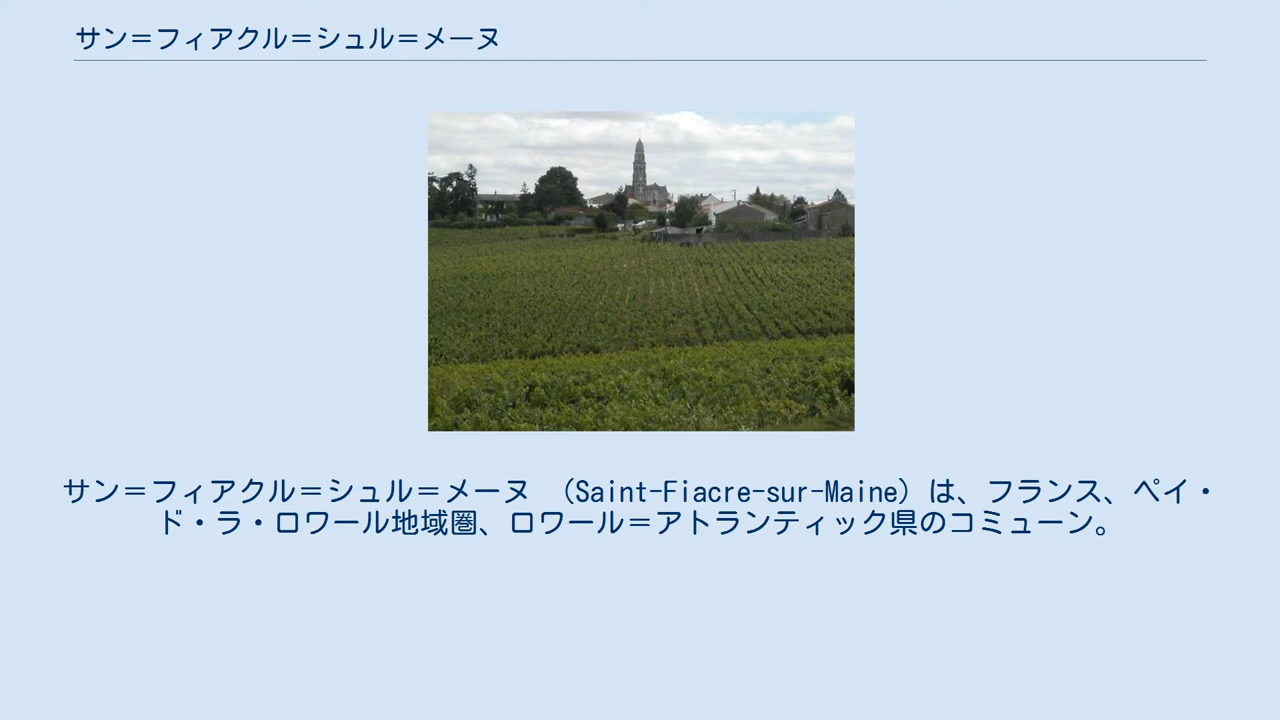 サン＝フィアクル＝シュル＝メーヌ
サン＝フィアクル＝シュル＝メーヌ （Saint-Fiacre-sur-Maine）は、フランス、ペイ・
ド・ラ・ロワール地域圏、ロワール＝アトランティック県のコミューン。